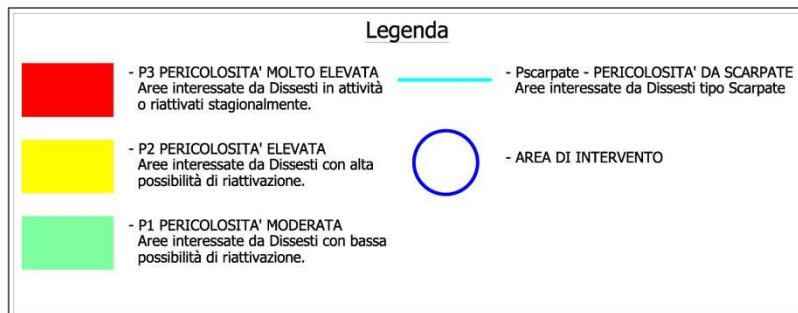 Legenda
- P3 PERICOLOSITA' MOLTO ELEVATA
Aree interessate da Dissesti in attività
o riattivati stagionalmente.
- P2 PERICOLOSITA' ELEVATA
Aree interessate da Dissesti con alta
possibilità di riattivazione.
- P1 PERICOLOSITA' MODERATA
Aree interessate da Dissesti con bassa
possibilità di riattivazione.
- Pscarpate - PERICOLOSITA' DA SCARPATE
Aree interessate da Dissesti tipo Scarpate
- AREA DI INTERVENTO